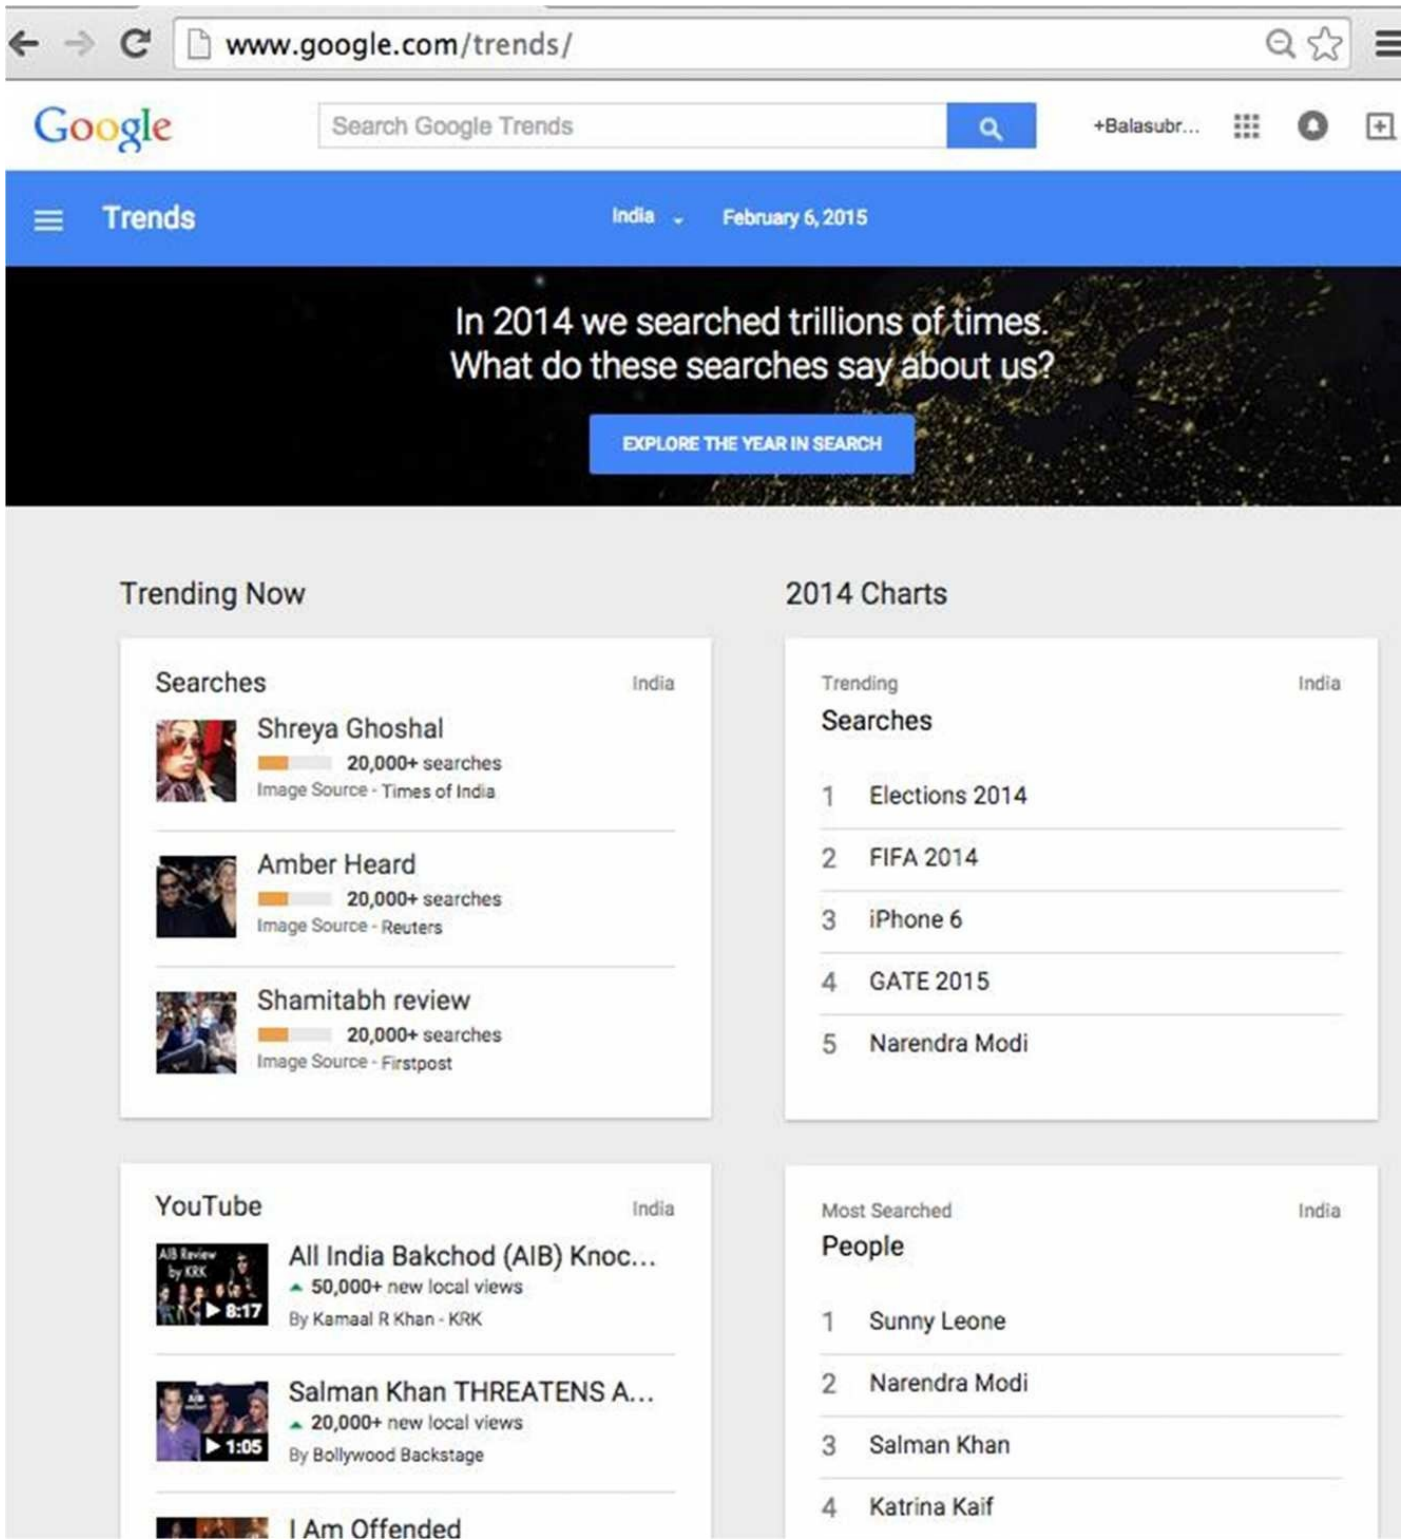 www.google.com/trends/
Google
Search Google Trends
+Balasubr...
Trends
India
February 6, 2015
In 2014 we searched trillions of times.
What do these searches say about us?
EXPLORE THE YEAR IN SEARCH
Trending Now
Searches
India
Shreya Ghoshal
20,000+ searches
Image Source - Times of India
Amber Heard
20,000+ searches
Image Source - Reuters
Shamitabh review
20,000+ searches
Image Source - Firstpost
YouTube
India
AIB Review
by KRK
8:17
All India Bakchod (AIB) Knoc...
50,000+ new local views
By Kamaal R Khan - KRK
AIB
1:05
Salman Khan THREATENS A...
20,000+ new local views
By Bollywood Backstage
I Am Offended
2014 Charts
Trending
India
Searches
1 Elections 2014
2 FIFA 2014
3 iPhone 6
4 GATE 2015
5 Narendra Modi
Most Searched
India
People
1 Sunny Leone
2 Narendra Modi
3 Salman Khan
4 Katrina Kaif